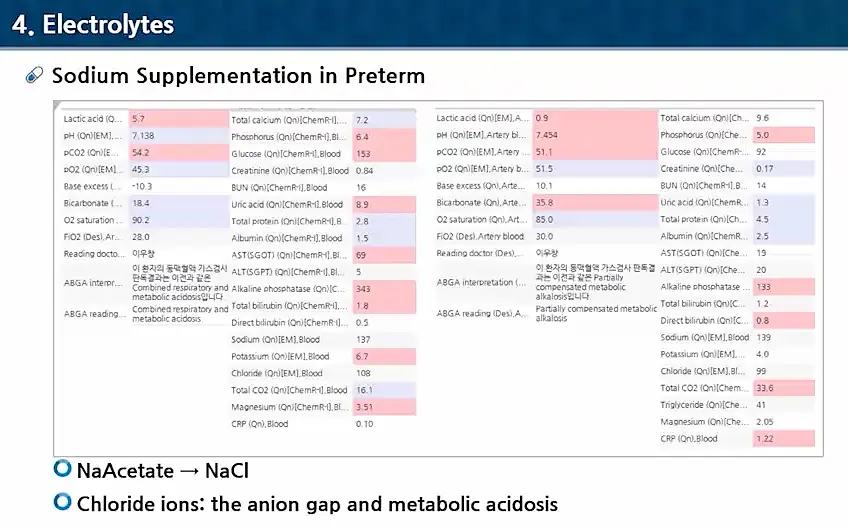 4. Electrolytes
Sodium Supplementation in Preterm
Lactic acid (Q... 5.7
pH (Qn)[EM],... 7.138
pCO2 (Qn)[E... 54.2
pO2 (Qn)[EM]... 45.3
Base excess (... -10.3
Bicarbonate (... 18.4
O2 saturation ... 90.2
FiO2 (Des), Ar... 28.0
Reading docto... 이우창
ABGA interpr... 이 환자의 동맥혈액 가스검사
판독결과는 이전과 같은
Combined respiratory and
metabolic acidosis입니다.
ABGA reading... Combined respiratory and
metabolic acidosis
Total calcium (Qn)[ChemR-I],... 7.2
Phosphorus (Qn)[ChemR-I],Bl... 6.4
Glucose (Qn)[ChemR-I],Blood 153
Creatinine (Qn)[ChemR-I],Blood 0.84
BUN (Qn)[ChemR-I],Blood 16
Uric acid (Qn)[ChemR-I],Blood 8.9
Total protein (Qn)[ChemR-I],... 2.8
Albumin (Qn)[ChemR-I],Blood 1.5
AST(SGOT) (Qn)[ChemR-I],... 69
ALT(SGPT) (Qn)[ChemR-I],... 5
Alkaline phosphatase (Qn)[C... 343
Total bilirubin (Qn)[ChemR-I]... 1.8
Direct bilirubin (Qn)[ChemR-I... 0.5
Sodium (Qn)[EM],Blood 137
Potassium (Qn)[EM],Blood 6.7
Chloride (Qn)[EM],Blood 108
Total CO2 (Qn)[ChemR-I],Blood 16.1
Magnesium (Qn)[ChemR-I],Bl... 3.51
CRP (Qn),Blood 0.10
Lactic acid (Qn)[EM],A... 0.9
pH (Qn)[EM],Artery bl... 7.454
pCO2 (Qn)[EM],Artery ... 51.1
pO2 (Qn)[EM],Artery b... 51.5
Base excess (Qn),Arte... 10.1
Bicarbonate (Qn),Arte... 35.8
O2 saturation (Qn),Art... 85.0
FiO2 (Des),Artery blood 30.0
Reading doctor (Des),... 이우창
ABGA interpretation (... 이 환자의 동맥혈액 가스검사 판독결
과는 이전과 같은 Partially
compensated metabolic
alkalosis입니다.
ABGA reading (Des),A... Partially compensated metabolic
alkalosis
Total calcium (Qn)[Ch... 9.6
Phosphorus (Qn)[Che... 5.0
Glucose (Qn)[ChemR-... 92
Creatinine (Qn)[Che... 0.17
BUN (Qn)[ChemR-I],B... 14
Uric acid (Qn)[ChemR... 1.3
Total protein (Qn)[Ch... 4.5
Albumin (Qn)[ChemR... 2.5
AST(SGOT) (Qn)[Che... 19
ALT(SGPT) (Qn)[Che... 20
Alkaline phosphatase ... 133
Total bilirubin (Qn)[C... 1.2
Direct bilirubin (Qn)[C... 0.8
Sodium (Qn)[EM],Blood 139
Potassium (Qn)[EM],... 4.0
Chloride (Qn)[EM],Bl... 99
Total CO2 (Qn)[Chem... 33.6
Triglyceride (Qn)[Che... 41
Magnesium (Qn)[Che... 2.05
CRP (Qn),Blood 1.22
NaAcetate → NaCl
Chloride ions: the anion gap and metabolic acidosis